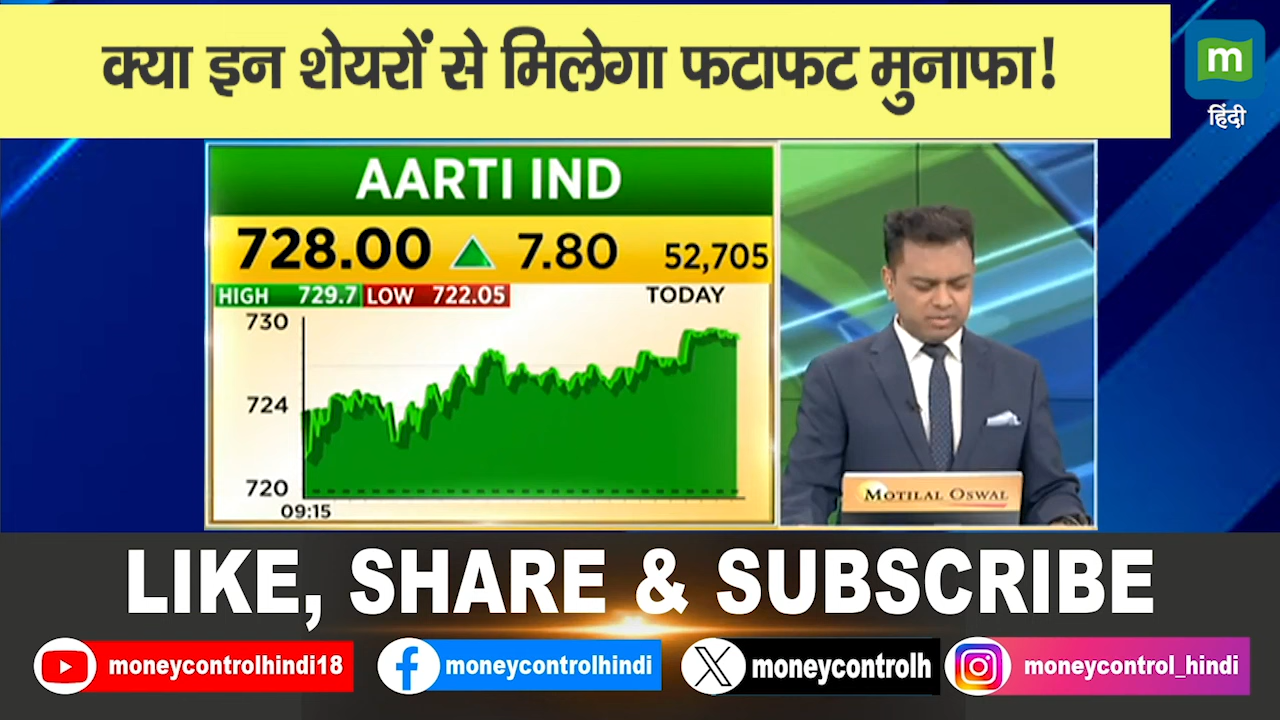 क्या इन शेयरों से मिलेगा फटाफट मुनाफा!
m
हिंदी
AARTI IND
728.00 7.80 52,705
HIGH 729.7 LOW 722.05 TODAY
730
724
720
09:15
MOTILAL OSWAL
LIKE, SHARE & SUBSCRIBE
moneycontrolhindi18 moneycontrolhindi moneycontrolh moneycontrol_hindi